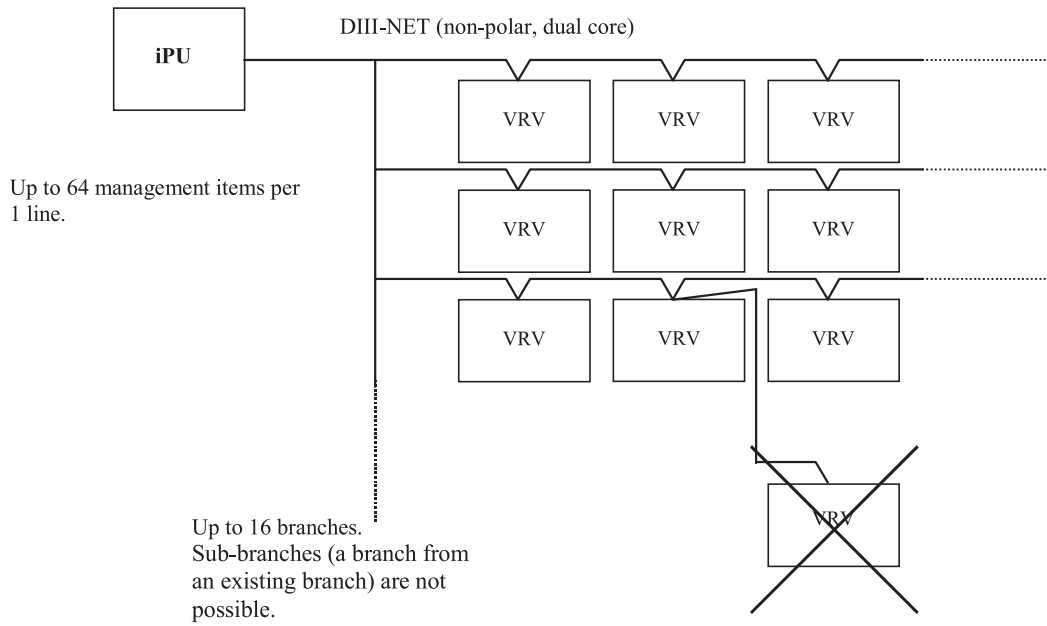 DIII-NET (non-polar, dual core)
iPU
VRV VRV VRV
Up to 64 management items per
1 line.
VRV VRV VRV
VRV VRV VRV
VRV
Up to 16 branches.
Sub-branches (a branch from
an existing branch) are not
possible.